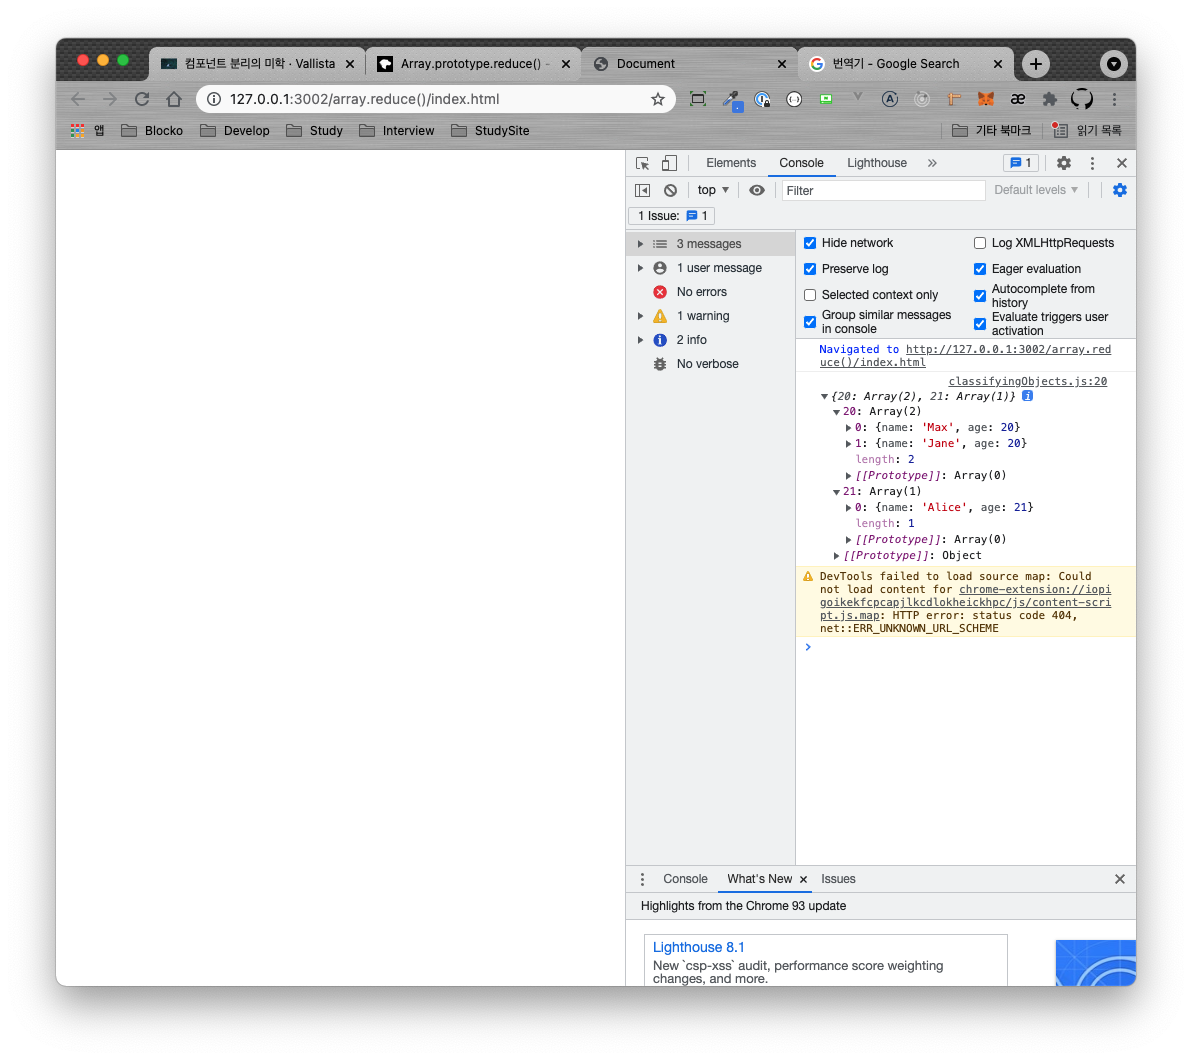 컴포넌트 분리의 미학 · Vallista
Array.prototype.reduce() -
Document
번역기 - Google Search
127.0.0.1:3002/array.reduce()/index.html
앱
Blocko
Develop
Study
Interview
StudySite
기타 북마크
읽기 목록
Elements
Console
Lighthouse
1
top
Filter
Default levels
1 Issue: 1
3 messages
1 user message
No errors
1 warning
2 info
No verbose
Hide network
Log XMLHttpRequests
Preserve log
Eager evaluation
Selected context only
Autocomplete from
history
Group similar messages
in console
Evaluate triggers user
activation
Navigated to http://127.0.0.1:3002/array.red
uce()/index.html
classifyingObjects.js:20
{20: Array(2), 21: Array(1)}
20: Array(2)
0: {name: 'Max', age: 20}
1: {name: 'Jane', age: 20}
length: 2
[[Prototype]]: Array(0)
21: Array(1)
0: {name: 'Alice', age: 21}
length: 1
[[Prototype]]: Array(0)
[[Prototype]]: Object
DevTools failed to load source map: Could
not load content for chrome-extension://iopi
goikekfcpcapjlkcdlokheickhpc/js/content-scri
pt.js.map: HTTP error: status code 404,
net::ERR_UNKNOWN_URL_SCHEME
Console
What's New
Issues
Highlights from the Chrome 93 update
Lighthouse 8.1
New `csp-xss` audit, performance score weighting
changes, and more.